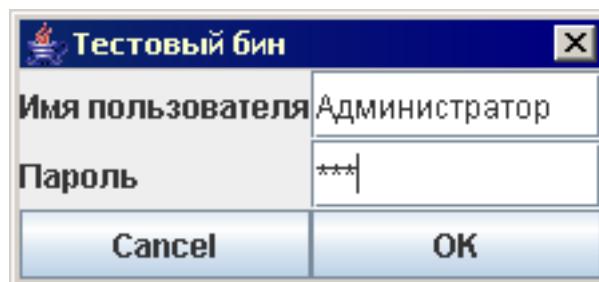 Тестовый бин
Имя пользователя Администратор
Пароль ***
Cancel OK